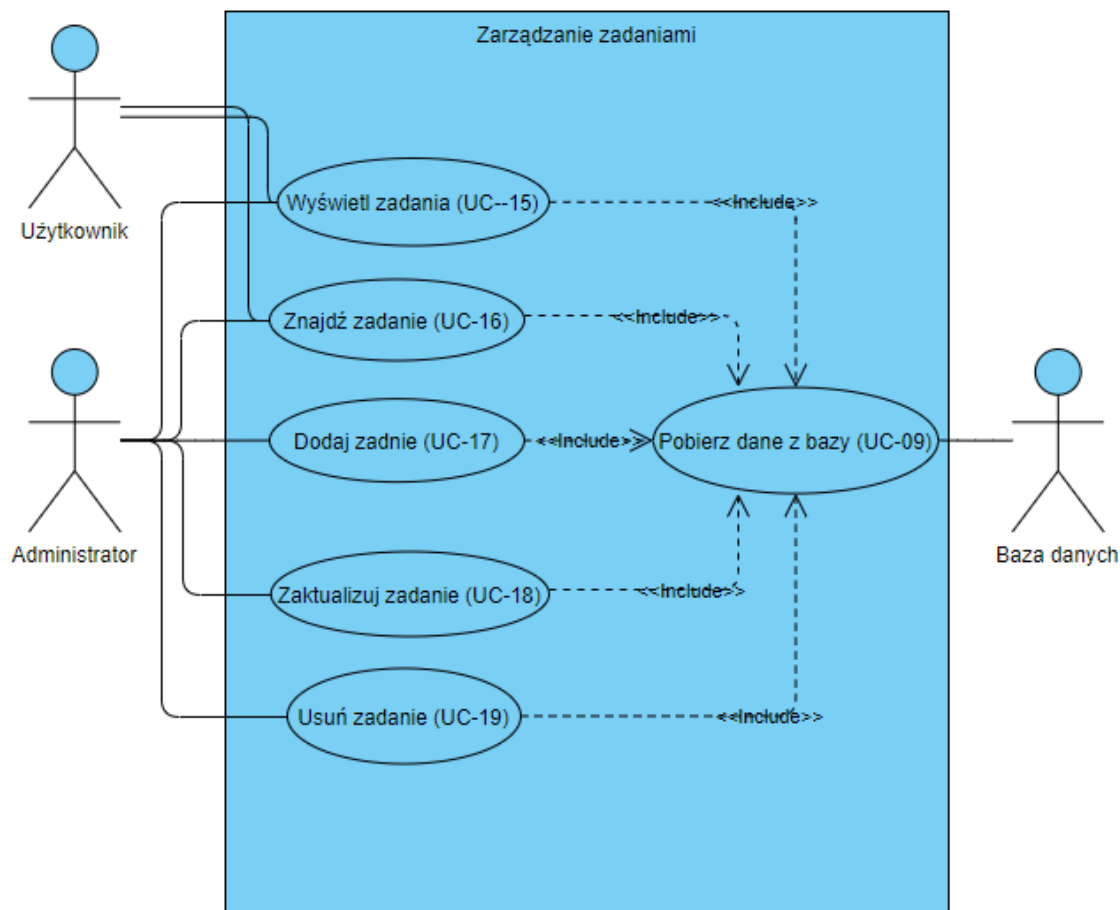 Zarządzanie zadaniami
Użytkownik
Wyświetl zadania (UC--15)
<<Include>>
Znajdź zadanie (UC-16)
<<Include>>
Administrator
Dodaj zadnie (UC-17)
<<Include>>
Pobierz dane z bazy (UC-09)
Baza danych
Zaktualizuj zadanie (UC-18)
<<Include>>
Usuń zadanie (UC-19)
<<Include>>